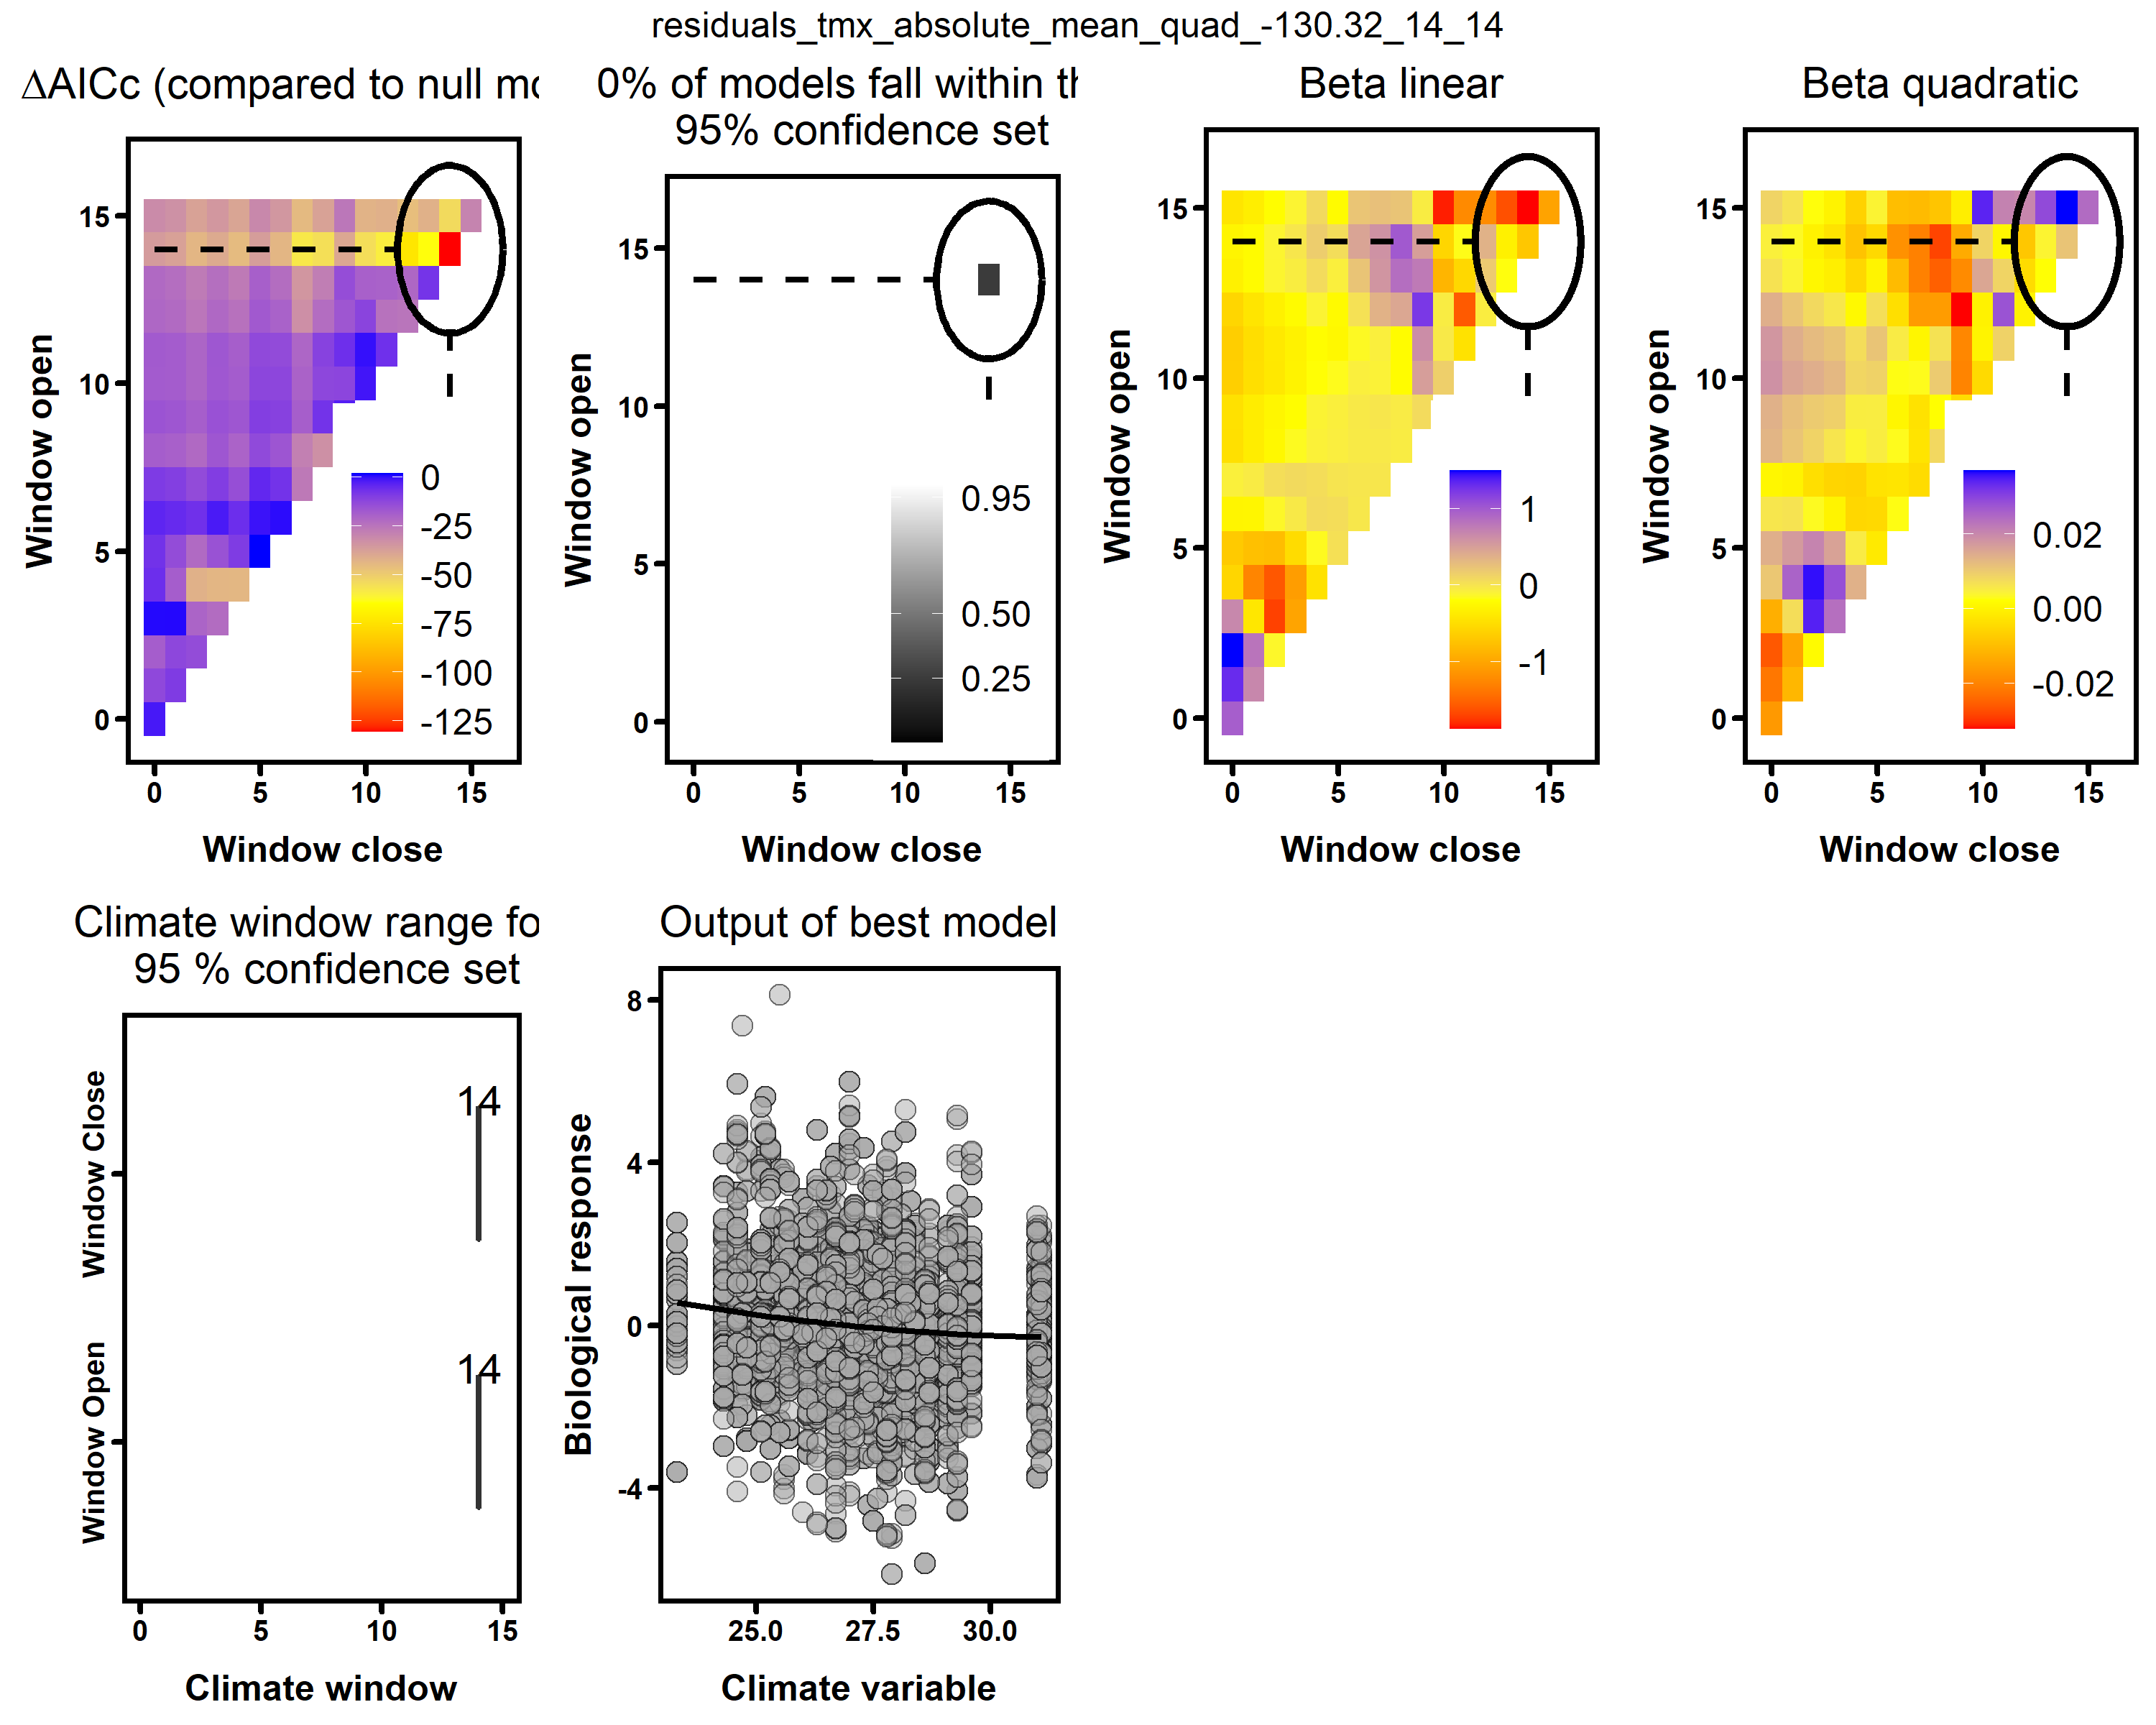 residuals_tmx_absolute_mean_quad_-130.32_14_14
ΔAICc (compared to null mo
Window open
15
10
5
0
0
-25
-50
-75
-100
-125
0 5 10 15
Window close
0% of models fall within th
95% confidence set
Window open
15
10
5
0
0.95
0.50
0.25
0 5 10 15
Window close
Beta linear
Window open
15
10
5
0
1
0
-1
0 5 10 15
Window close
Beta quadratic
Window open
15
10
5
0
0.02
0.00
-0.02
0 5 10 15
Window close
Climate window range fo
95 % confidence set
Window Close
Window Open
14
14
0 5 10 15
Climate window
Output of best model
Biological response
8
4
0
-4
25.0 27.5 30.0
Climate variable